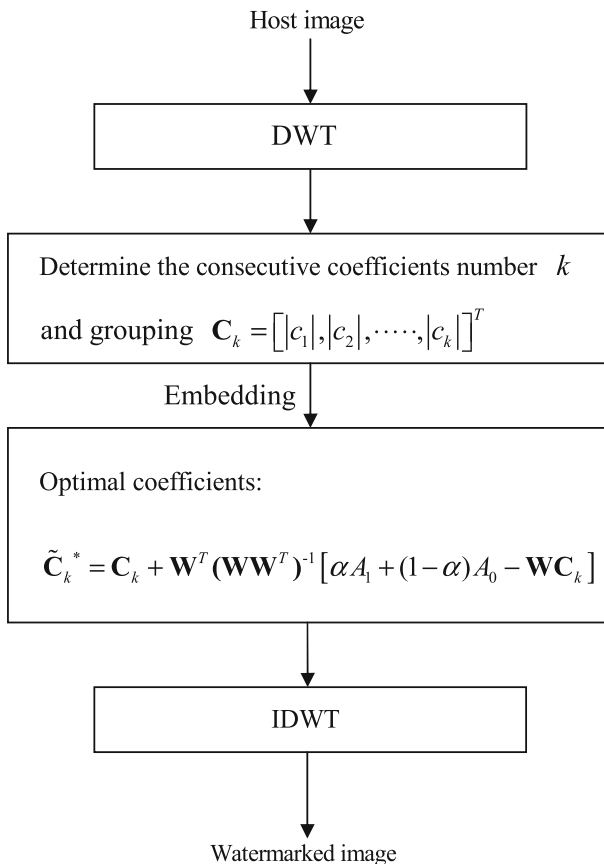 Host image
DWT
Determine the consecutive coefficients number k
and grouping C_k = [|c_1|,|c_2|,·····,|c_k|]^T
Embedding
Optimal coefficients:
C̃_k^* = C_k + W^T(WW^T)^-1[αA_1 + (1−α)A_0 − WC_k]
IDWT
Watermarked image